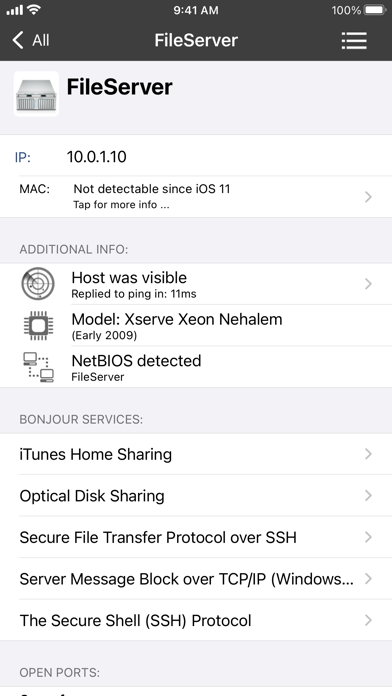 9:41 AM
100%
All
FileServer
FileServer
IP: 10.0.1.10
MAC: Not detectable since iOS 11
Tap for more info ...
ADDITIONAL INFO:
Host was visible
Replied to ping in: 11ms
Model: Xserve Xeon Nehalem
(Early 2009)
NetBIOS detected
FileServer
BONJOUR SERVICES:
iTunes Home Sharing
Optical Disk Sharing
Secure File Transfer Protocol over SSH
Server Message Block over TCP/IP (Windows...
The Secure Shell (SSH) Protocol
OPEN PORTS: